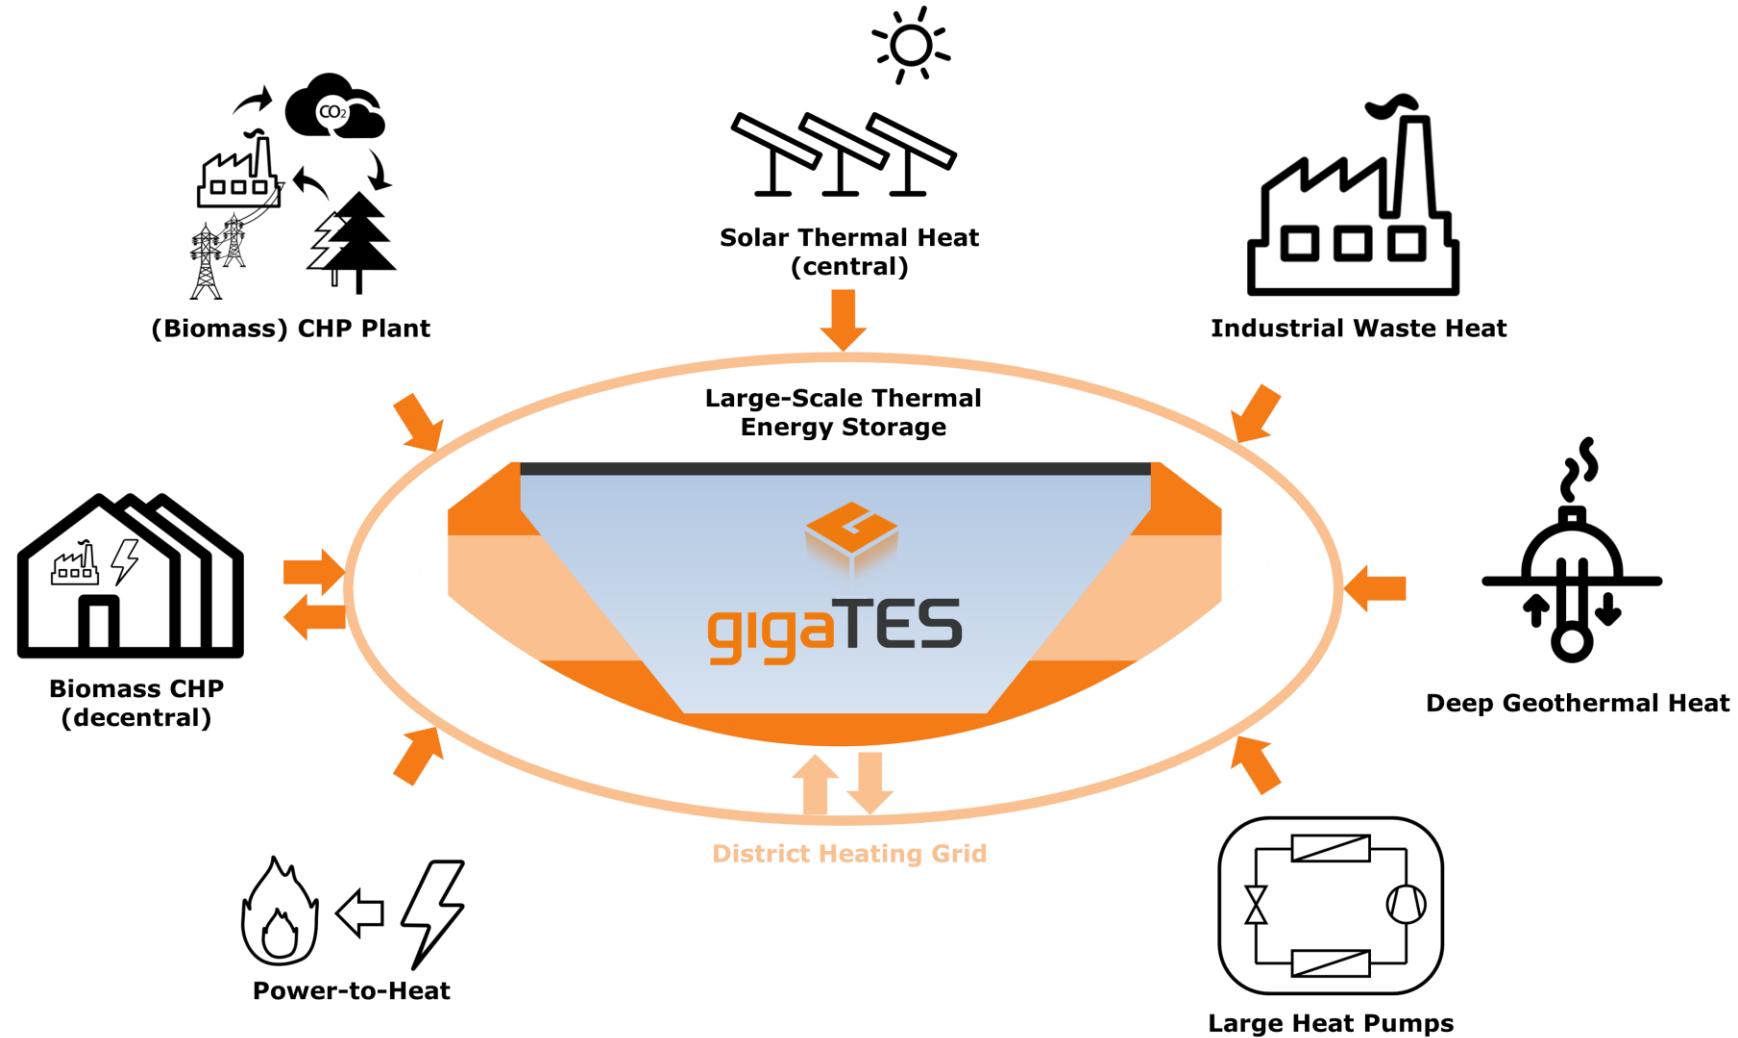 CO₂
Solar Thermal Heat
(central)
(Biomass) CHP Plant
Industrial Waste Heat
Large-Scale Thermal
Energy Storage
gigaTES
Biomass CHP
(decentral)
Deep Geothermal Heat
District Heating Grid
Power-to-Heat
Large Heat Pumps